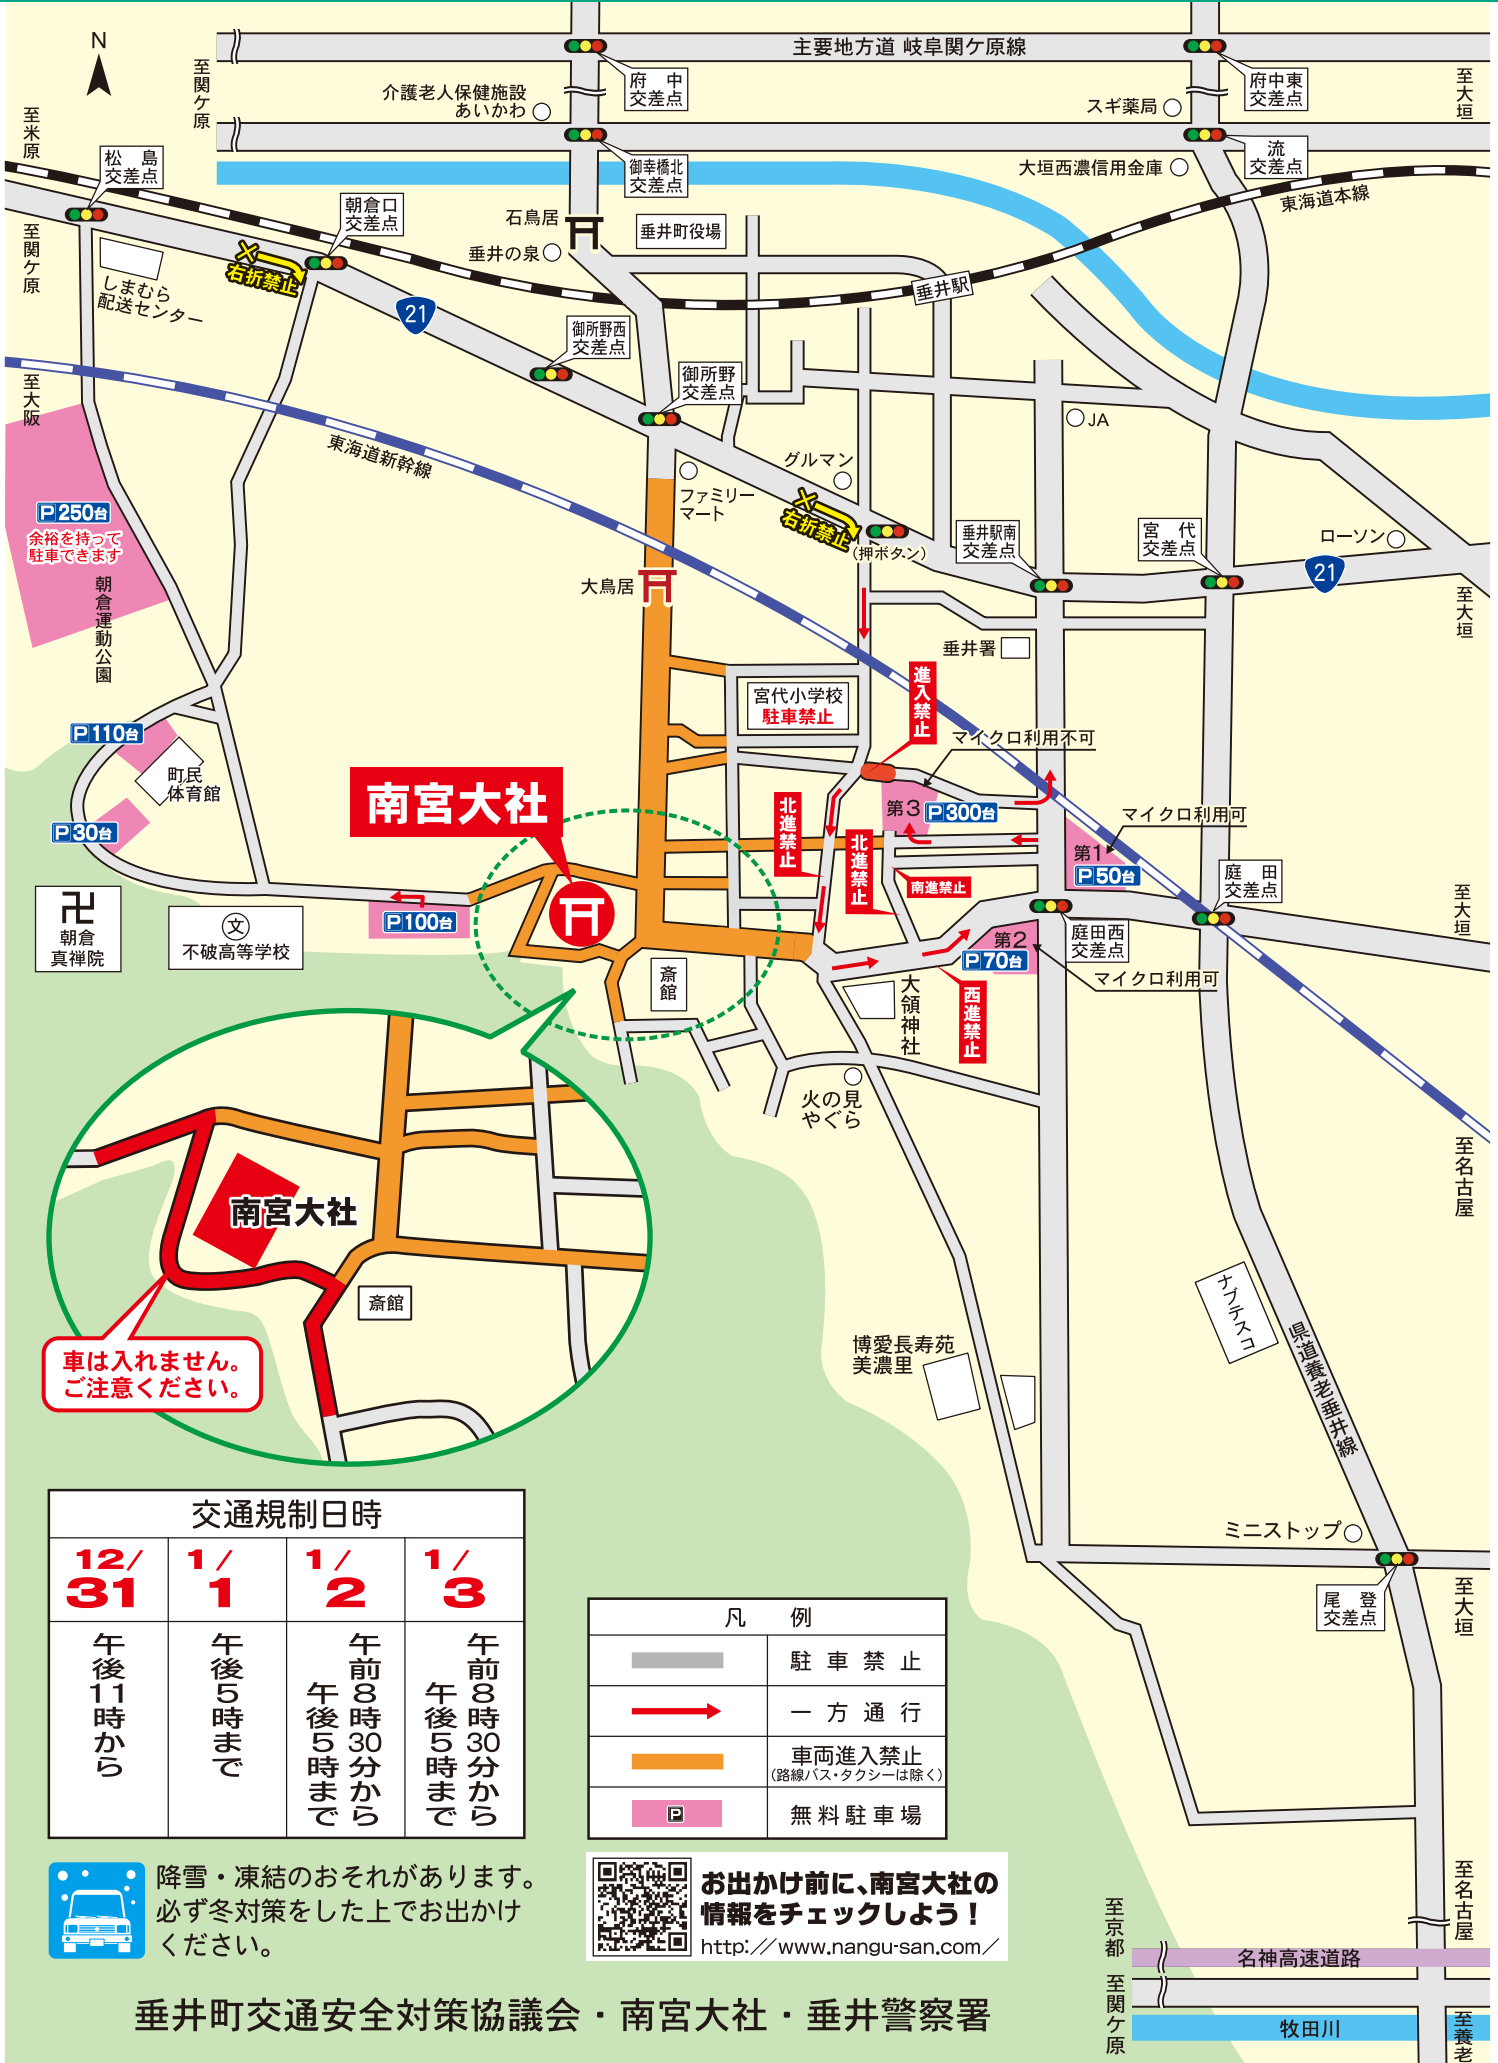 N
主要地方道 岐阜関ケ原線
至関ケ原
府　中
交差点
府中東
交差点
至大垣
介護老人保健施設
あいかわ
スギ薬局
至米原
松　島
交差点
御幸橋北
交差点
流
交差点
大垣西濃信用金庫
東海道本線
朝倉口
交差点
石鳥居
垂井町役場
垂井の泉
至関ケ原
右折禁止
しまむら
配送センター
垂井駅
21
御所野西
交差点
御所野
交差点
至大阪
JA
東海道新幹線
グルマン
ファミリー
マート
右折禁止
(押ボタン)
垂井駅南
交差点
宮　代
交差点
ローソン
21
P250台
余裕を持って
駐車できます
朝倉運動公園
大鳥居
至大垣
垂井署
宮代小学校
駐車禁止
進入禁止
マイクロ利用不可
P110台
町民
体育館
P30台
南宮大社
北進禁止
北進禁止
第3
P300台
マイクロ利用可
第1
P50台
南進禁止
庭　田
交差点
至大垣
朝倉
真禅院
文
不破高等学校
P100台
斎館
庭田西
交差点
第2
P70台
マイクロ利用可
西進禁止
大領神社
火の見
やぐら
至名古屋
南宮大社
斎館
車は入れません。
ご注意ください。
ナブテスコ
県道養老垂井線
博愛長寿苑
美濃里
ミニストップ
尾　登
交差点
至大垣
交通規制日時
12/31
1/1
1/2
1/3
午後11時から
午後5時まで
午前8時30分から
午後5時まで
午前8時30分から
午後5時まで
凡　例
駐車禁止
一方通行
車両進入禁止
(路線バス・タクシーは除く)
P
無料駐車場
降雪・凍結のおそれがあります。
必ず冬対策をした上でお出かけ
ください。
お出かけ前に、南宮大社の
情報をチェックしよう！
http://www.nangu-san.com/
至名古屋
至京都
名神高速道路
至関ケ原
牧田川
至養老
垂井町交通安全対策協議会・南宮大社・垂井警察署